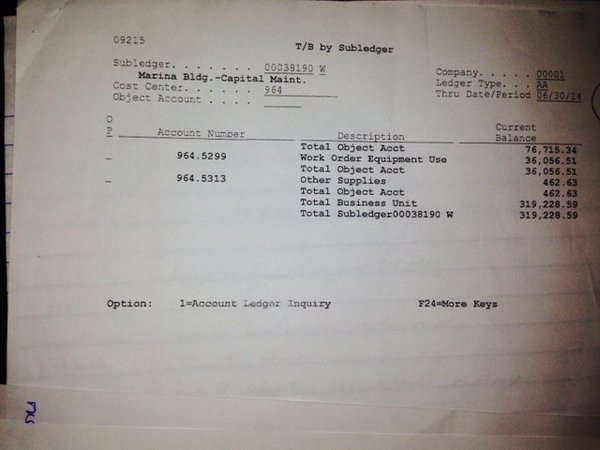 09215
T/B by Subledger
Subledger. . . . . . . 00038190 W
Marina Bldg.-Capital Maint.
Cost Center. . . . . . 964
Object Account . . . .
Company. . . . . 00001
Ledger Type. . . AA
Thru Date/Period 06/30/14
O
P Account Number Description Current Balance
Total Object Acct 76,715.34
_ 964.5299 Work Order Equipment Use 36,056.51
Total Object Acct 36,056.51
_ 964.5313 Other Supplies 462.63
Total Object Acct 462.63
Total Business Unit 319,228.59
Total Subledger00038190 W 319,228.59
Option: 1=Account Ledger Inquiry F24=More Keys